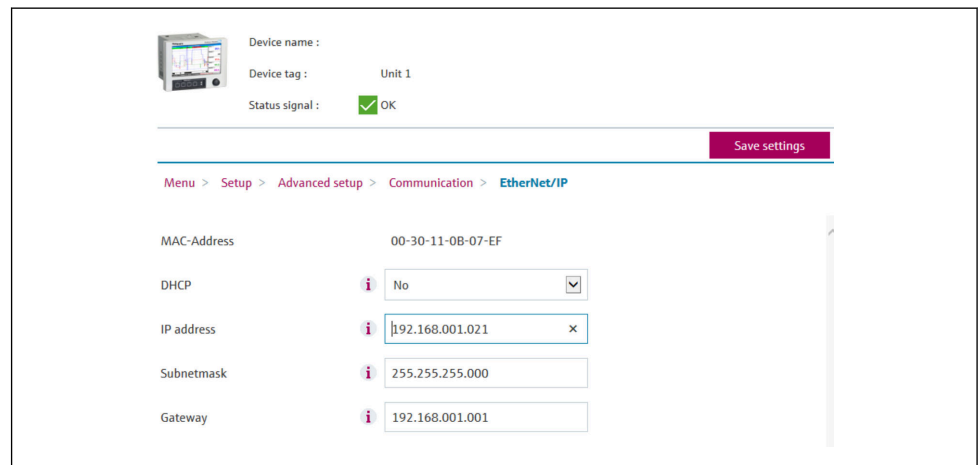 Device name :
Device tag : Unit 1
Status signal : OK
Save settings
Menu > Setup > Advanced setup > Communication > EtherNet/IP
MAC-Address 00-30-11-0B-07-EF
DHCP i No
IP address i 192.168.001.021 ×
Subnetmask i 255.255.255.000
Gateway i 192.168.001.001